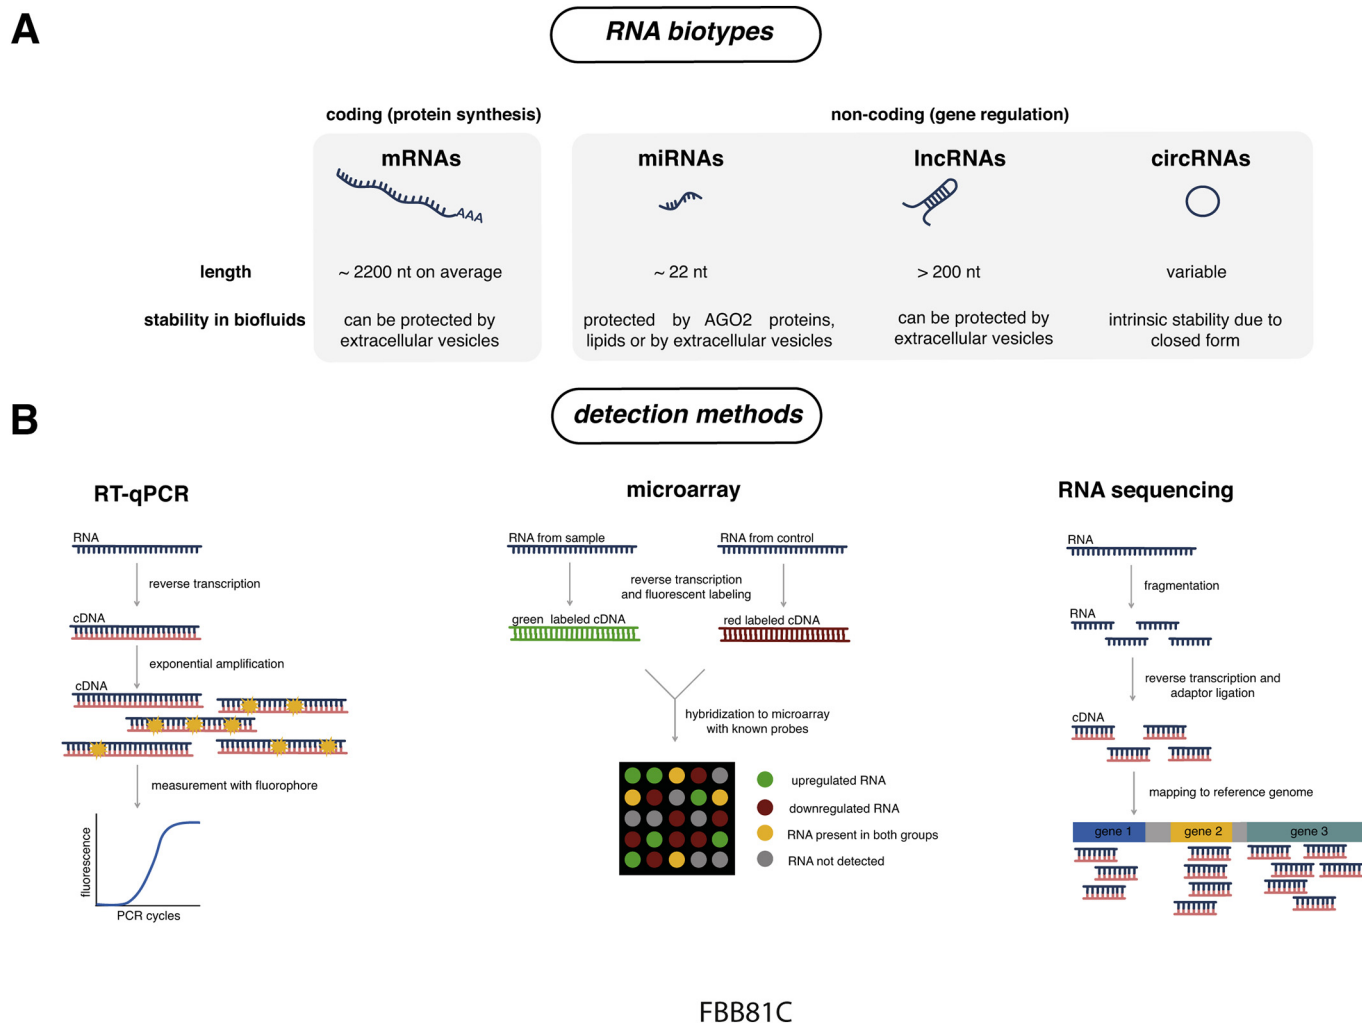 A
RNA biotypes
coding (protein synthesis)
non-coding (gene regulation)
mRNAs
miRNAs
lncRNAs
circRNAs
AAA
length
~ 2200 nt on average
~ 22 nt
> 200 nt
variable
stability in biofluids
can be protected by
extracellular vesicles
protected by AGO2 proteins,
lipids or by extracellular vesicles
can be protected by
extracellular vesicles
intrinsic stability due to
closed form
B
detection methods
RT-qPCR
RNA
reverse transcription
cDNA
exponential amplification
cDNA
measurement with fluorophore
fluorescence
PCR cycles
microarray
RNA from sample
RNA from control
reverse transcription
and fluorescent labeling
green labeled cDNA
red labeled cDNA
hybridization to microarray
with known probes
upregulated RNA
downregulated RNA
RNA present in both groups
RNA not detected
RNA sequencing
RNA
fragmentation
RNA
reverse transcription and
adaptor ligation
cDNA
mapping to reference genome
gene 1
gene 2
gene 3
FBB81C